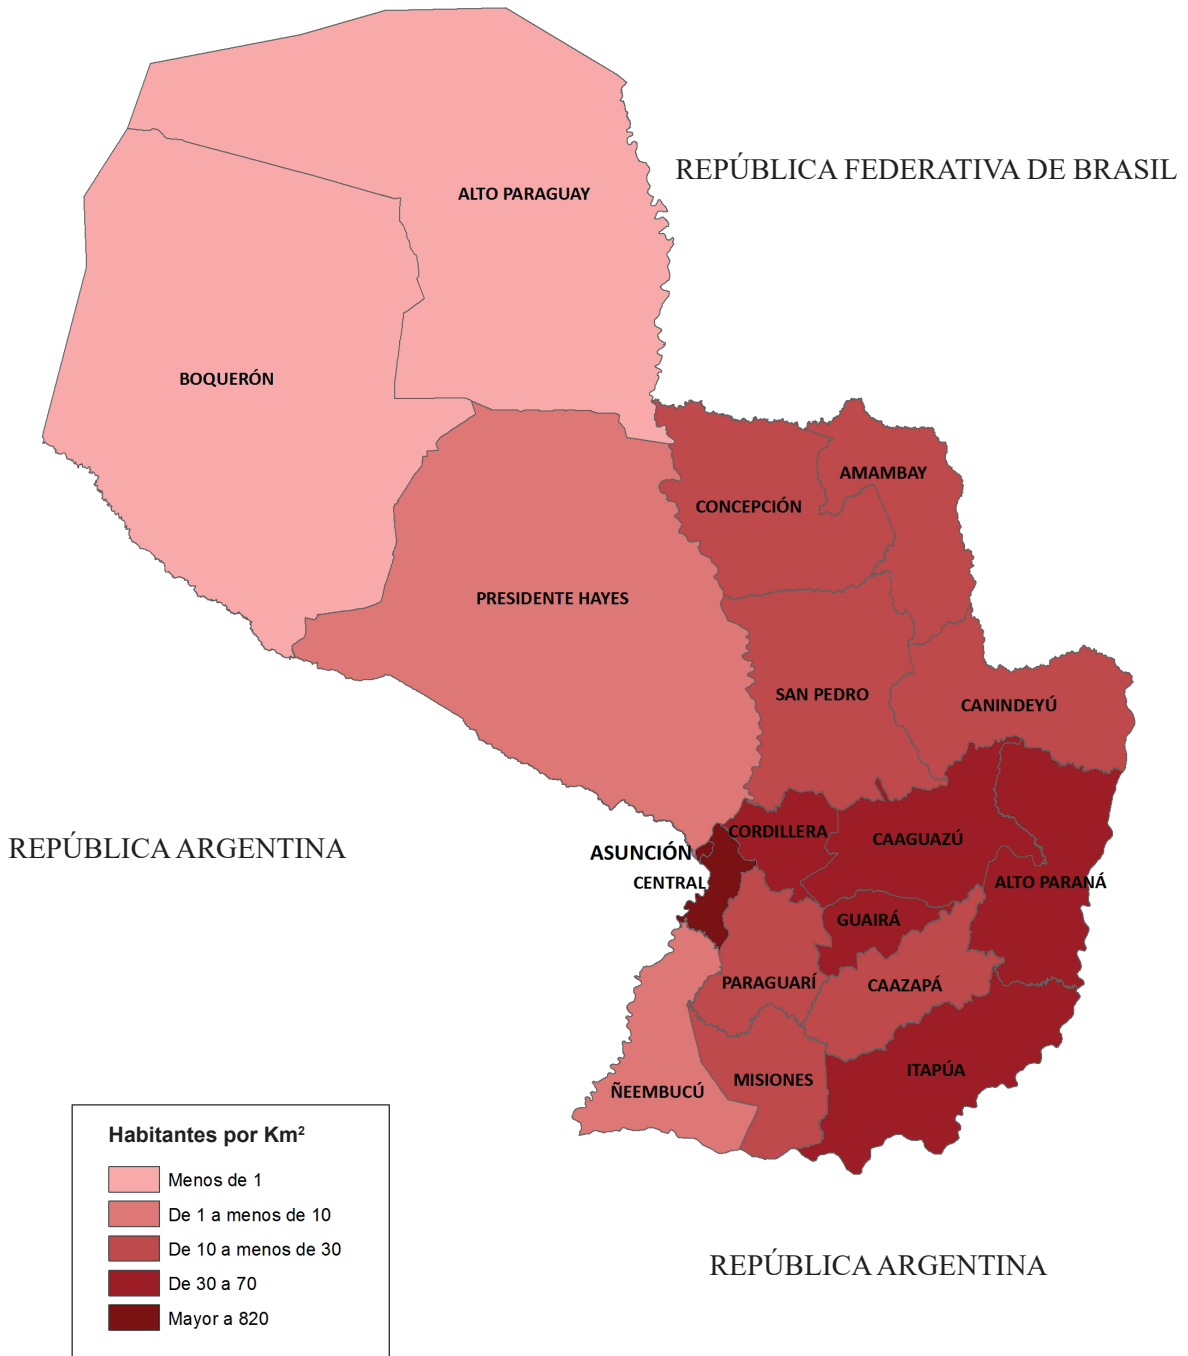 REPÚBLICA FEDERATIVA DE BRASIL
ALTO PARAGUAY
BOQUERÓN
AMAMBAY
CONCEPCIÓN
PRESIDENTE HAYES
SAN PEDRO
CANINDEYÚ
CORDILLERA
CAAGUAZÚ
REPÚBLICA ARGENTINA
ASUNCIÓN
CENTRAL
ALTO PARANÁ
GUAIRÁ
PARAGUARÍ
CAAZAPÁ
ITAPÚA
MISIONES
ÑEEMBUCÚ
Habitantes por Km²
Menos de 1
De 1 a menos de 10
De 10 a menos de 30
De 30 a 70
Mayor a 820
REPÚBLICA ARGENTINA